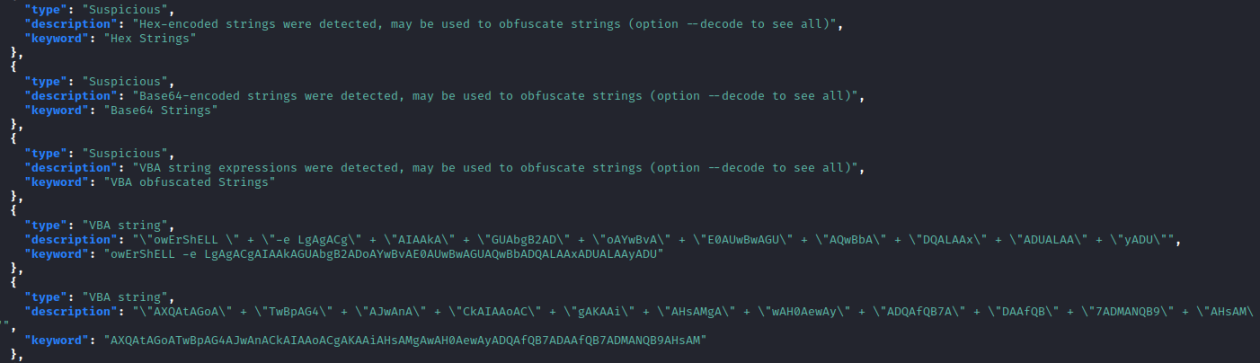 "type": "Suspicious",
"description": "Hex-encoded strings were detected, may be used to obfuscate strings (option --decode to see all)",
"keyword": "Hex Strings"
},
{
"type": "Suspicious",
"description": "Base64-encoded strings were detected, may be used to obfuscate strings (option --decode to see all)",
"keyword": "Base64 Strings"
},
{
"type": "Suspicious",
"description": "VBA string expressions were detected, may be used to obfuscate strings (option --decode to see all)",
"keyword": "VBA obfuscated Strings"
},
{
"type": "VBA string",
"description": "\"owErShELL \" + \"-e LgAgACg\" + \"AIAAkA\" + \"GUAbgB2AD\" + \"oAYwBvA\" + \"E0AUwBwAGU\" + \"AQwBbA\" + \"DQALAAx\" + \"ADUALAA\" + \"yADU\"",
"keyword": "owErShELL -e LgAgACgAIAAkAGUAbgB2ADoAYwBvAE0AUwBwAGUAQwBbADQALAAxADUALAAyADU"
},
{
"type": "VBA string",
"description": "\"AXQAtAGoA\" + \"TwBpAG4\" + \"AJwAnA\" + \"CkAIAAoAC\" + \"gAKAAi\" + \"AHsAMgA\" + \"wAH0AewAy\" + \"ADQAfQB7A\" + \"DAAfQB\" + \"7ADMANQB9\" + \"AHsAM\
"",
"keyword": "AXQAtAGoATwBpAG4AJwAnACkAIAAoACgAKAAiAHsAMgAwAH0AewAyADQAfQB7ADAAfQB7ADMANQB9AHsAM"
},